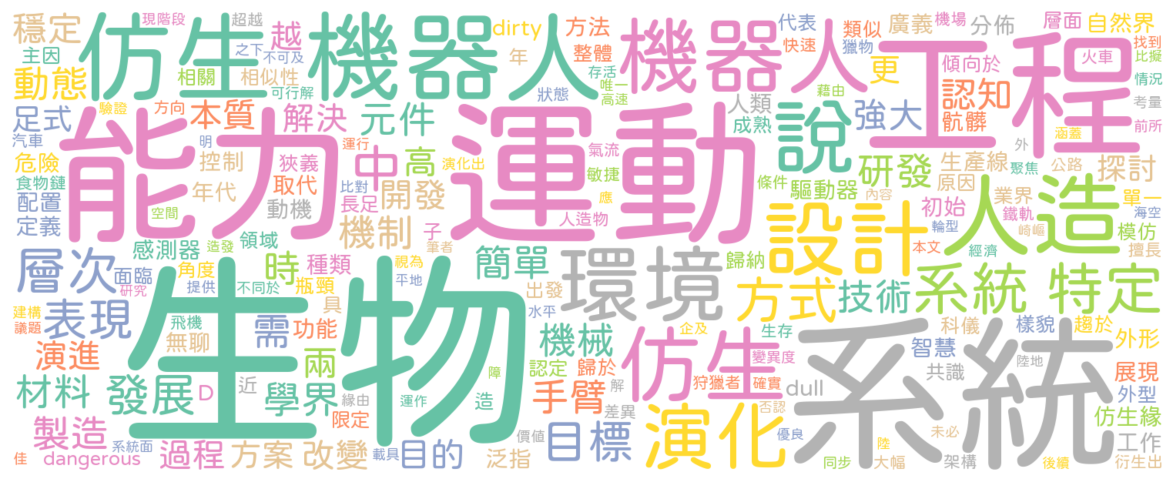 仿生機器人
機器人
工程
能力
運動
生物
系統
環境
設計
人造
說
仿生
演化
系統
特定
方式
技術
研發
強大
認知
骯髒
探討
生產線
原因
業界
單一
初始
鐵軌
崎嶇
模仿
擅長
海空
輪型
本文
經濟
人類
成熟
更
類似
廣義
機場
分佈
層面
自然界
找到
火車
比擬
傾向於
情況
考量
前所
涵蓋
公路
聚焦
外
代表
快速
獵物
穩定
現階段
超越
主因
之下
不可及
越
dirty
方法
年
整體
動態
相關
相似性
可行解
存活
唯一
高速
藉由
狀態
足式
驗證
方向
本質
解決
元件
汽車
明
運行
演化出
氣流
敏捷
條件
內容
危險
控制
狹義
中
高
食物鏈
年代
取代
比對
長足
開發
應
驅動器
配置
空間
動機
人造物
定義
造發
機制
子
筆者
感測器
領域
層次
面臨
角度
時
種類
視為
平地
簡單
歸納
研究
提供
不同於
瓶頸
具
出發
水平
建構
議題
表現
飛機
無聊
需
功能
機械
企及
生存
科儀
樣貌
趨於
外形
演進
兩
認定
歸於
變異度
智慧
共識
陸地
展現
外型
材料
發展
D
近
學界
限定
緣由
運作
障
造
手臂
解
差異
狩獵者
確實
dull
否認
仿生緣
工作
製造
系統面
佳
dangerous
過程
方案
改變
載具
目的
價值
泛指
目標
優良
陸
同步
大幅
未必
架構
後續
衍生出